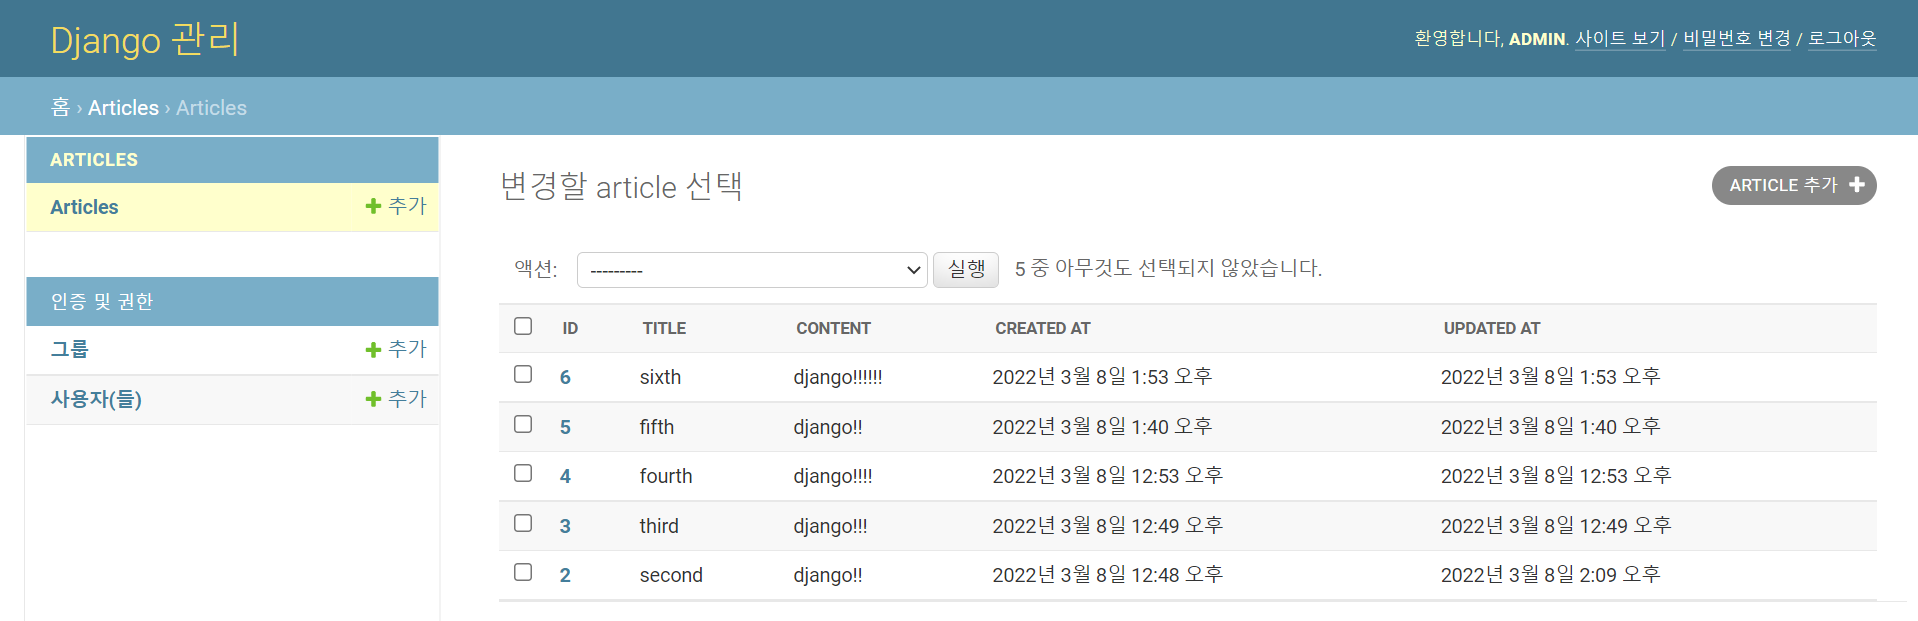 Django 관리
환영합니다, ADMIN. 사이트 보기 / 비밀번호 변경 / 로그아웃
홈 › Articles › Articles
ARTICLES
Articles + 추가
인증 및 권한
그룹 + 추가
사용자(들) + 추가
변경할 article 선택
ARTICLE 추가 +
액션: --------- 실행 5 중 아무것도 선택되지 않았습니다.
ID TITLE CONTENT CREATED AT UPDATED AT
6 sixth django!!!!!! 2022년 3월 8일 1:53 오후 2022년 3월 8일 1:53 오후
5 fifth django!! 2022년 3월 8일 1:40 오후 2022년 3월 8일 1:40 오후
4 fourth django!!!! 2022년 3월 8일 12:53 오후 2022년 3월 8일 12:53 오후
3 third django!!! 2022년 3월 8일 12:49 오후 2022년 3월 8일 12:49 오후
2 second django!! 2022년 3월 8일 12:48 오후 2022년 3월 8일 2:09 오후